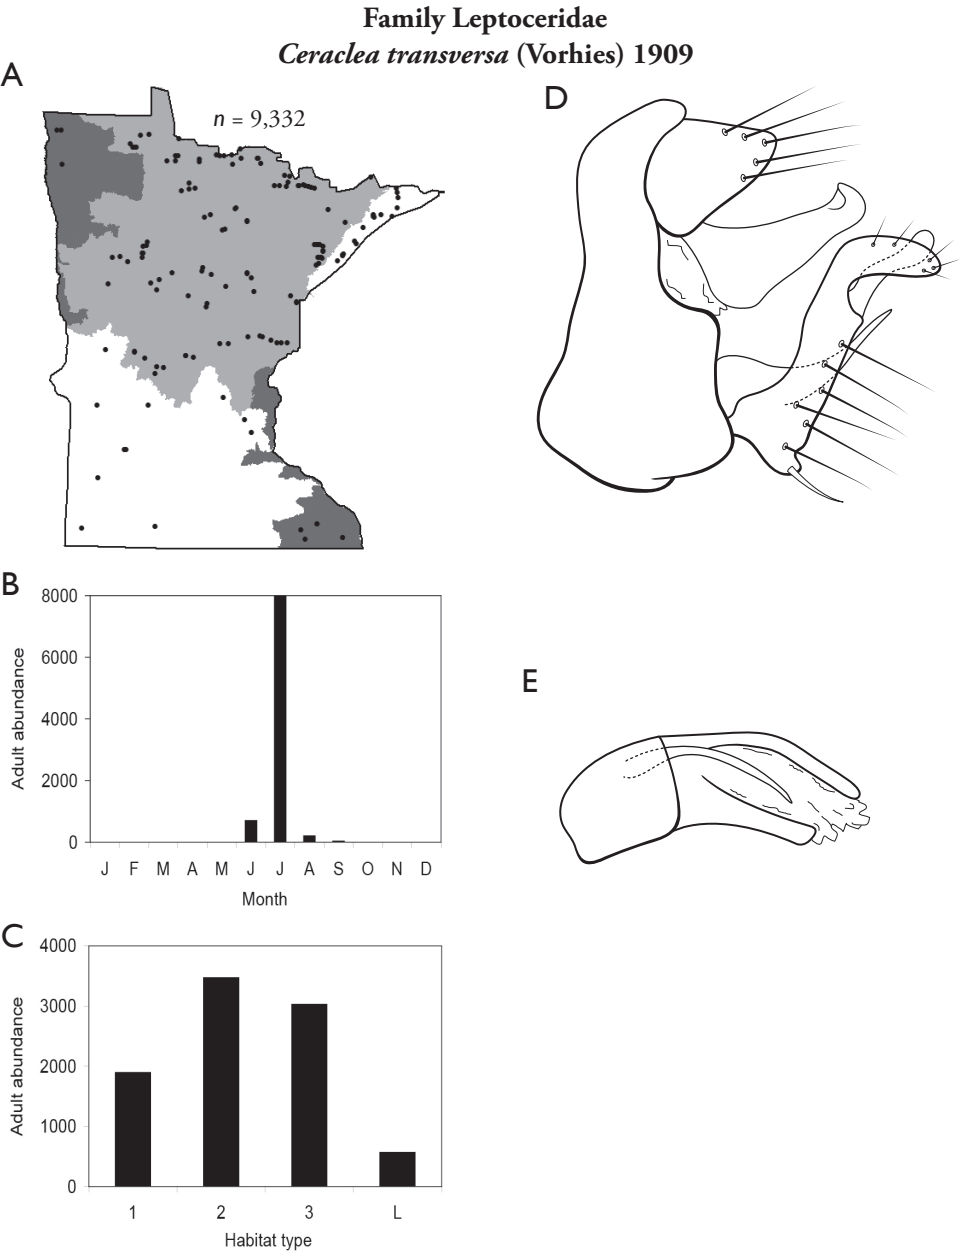 Family Leptoceridae
Ceraclea transversa (Vorhies) 1909
A
n = 9,332
D
B
8000
6000
4000
2000
0
Adult abundance
J F M A M J J A S O N D
Month
E
C
4000
3000
2000
1000
0
Adult abundance
1 2 3 L
Habitat type